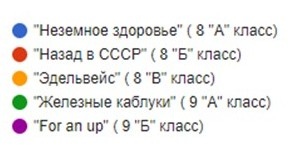 "Неземное здоровье" ( 8 "А" класс)
"Назад в СССР" ( 8 "Б" класс)
"Эдельвейс" ( 8 "В" класс)
"Железные каблуки" ( 9 "А" класс)
"For an up" ( 9 "Б" класс)